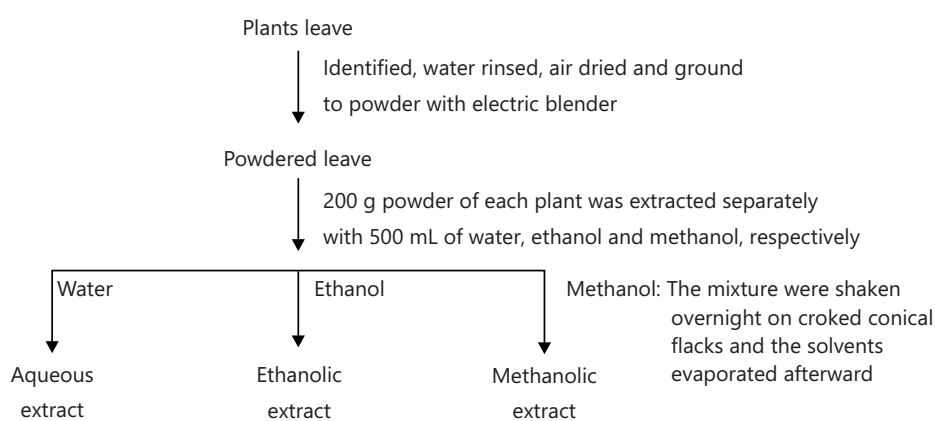 Plants leave
Identified, water rinsed, air dried and ground
to powder with electric blender
Powdered leave
200 g powder of each plant was extracted separately
with 500 mL of water, ethanol and methanol, respectively
Water
Ethanol
Methanol: The mixture were shaken
overnight on croked conical
flacks and the solvents
evaporated afterward
Aqueous
extract
Ethanolic
extract
Methanolic
extract